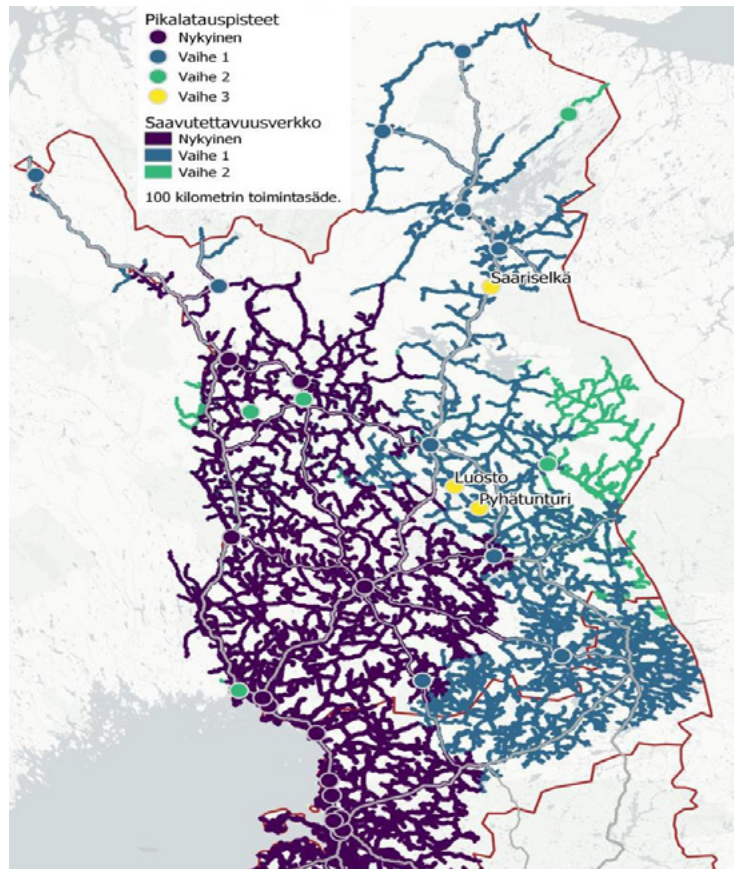 Pikalatauspisteet
Nykyinen
Vaihe 1
Vaihe 2
Vaihe 3
Saavutettavuusverkko
Nykyinen
Vaihe 1
Vaihe 2
100 kilometrin toimintasäde.
Saariselkä
Luosto
Pyhätunturi